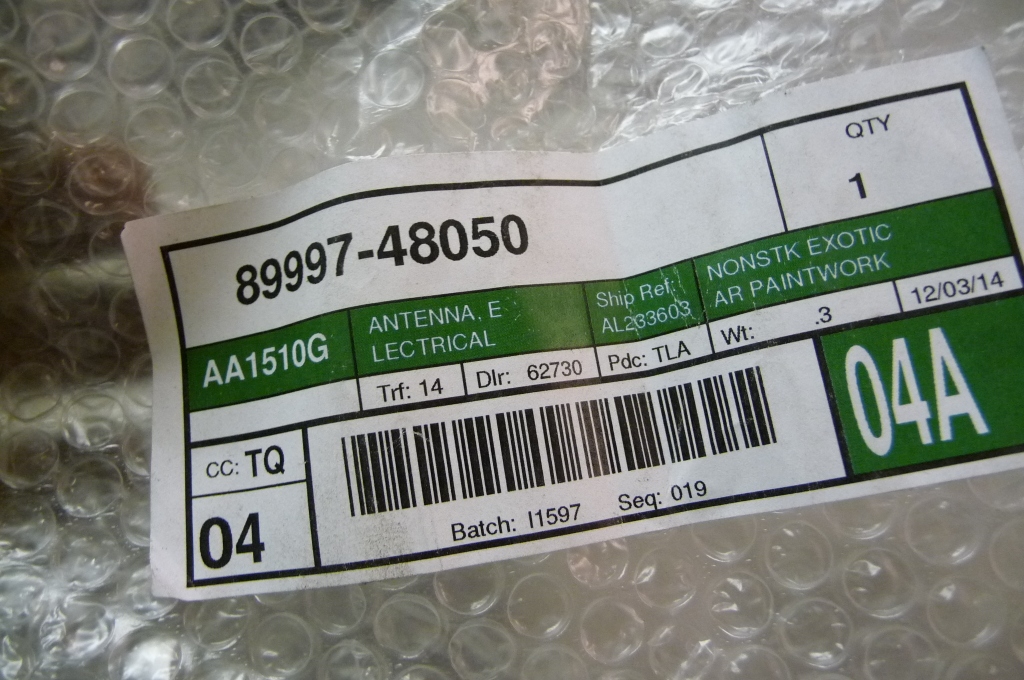 89997-48050
QTY
1
AA1510G
ANTENNA, E
LECTRICAL
Ship Ref:
AL233603
NONSTK EXOTIC
AR PAINTWORK
Trf: 14
Dlr: 62730
Pdc: TLA
Wt: .3
12/03/14
04A
CC: TQ
04
Batch: I1597
Seq: 019